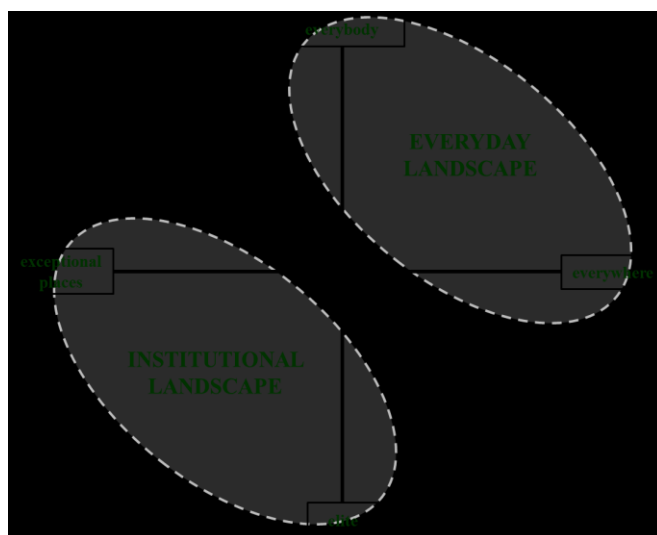 everybody
EVERYDAY
LANDSCAPE
exceptional
places
everywhere
INSTITUTIONAL
LANDSCAPE
elite